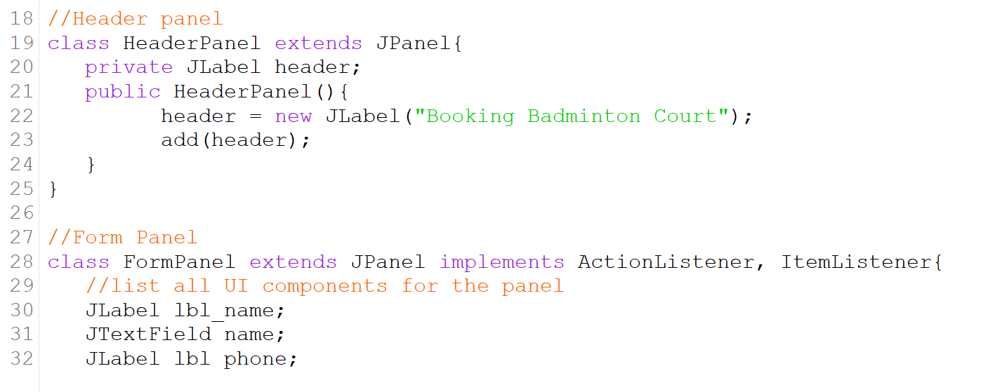 18 //Header panel
19 class HeaderPanel extends JPanel{
20    private JLabel header;
21    public HeaderPanel(){
22          header = new JLabel("Booking Badminton Court");
23          add(header);
24    }
25 }
26
27 //Form Panel
28 class FormPanel extends JPanel implements ActionListener, ItemListener{
29    //list all UI components for the panel
30    JLabel lbl_name;
31    JTextField name;
32    JLabel lbl phone;